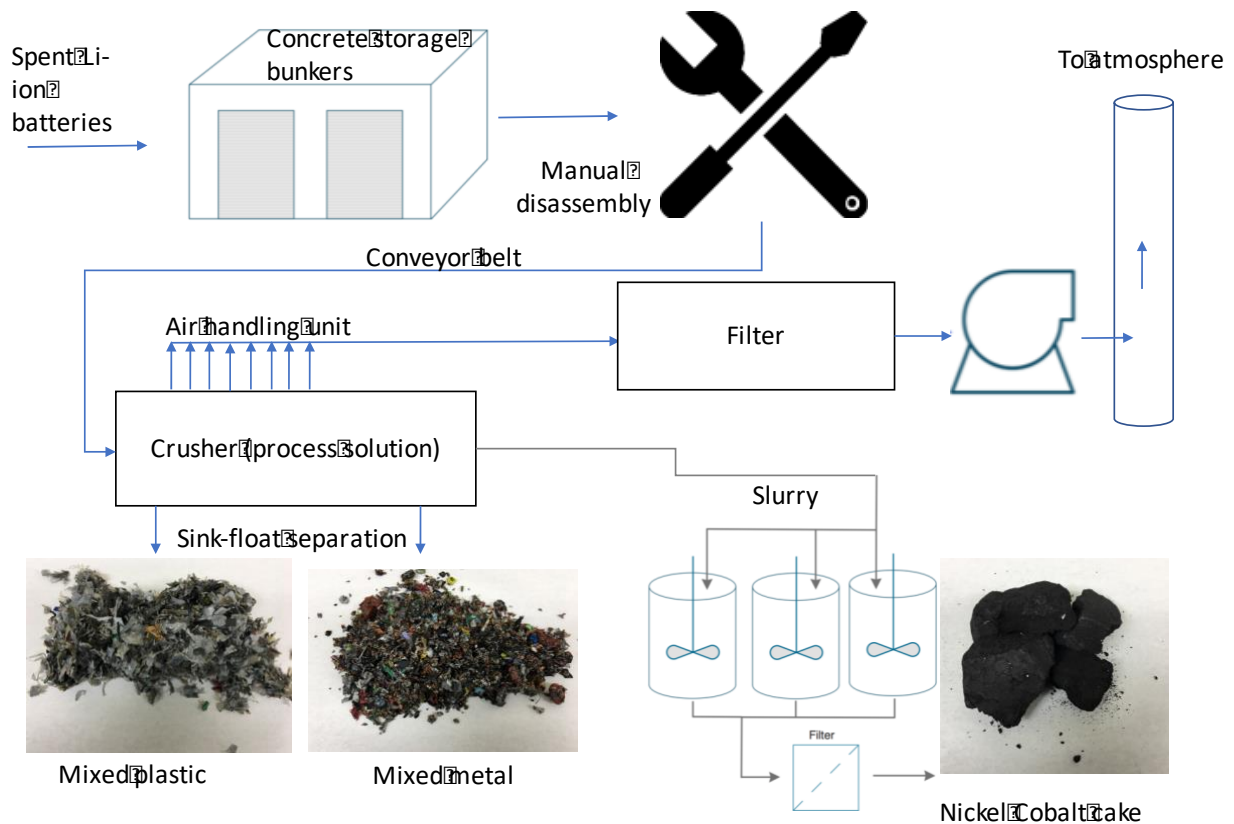 Spent Li-
ion
batteries
Concrete storage
bunkers
To atmosphere
Manual
disassembly
Conveyor belt
Air handling unit
Filter
Crusher (process solution)
Slurry
Sink-float separation
Filter
Mixed plastic
Mixed metal
Nickel Cobalt cake